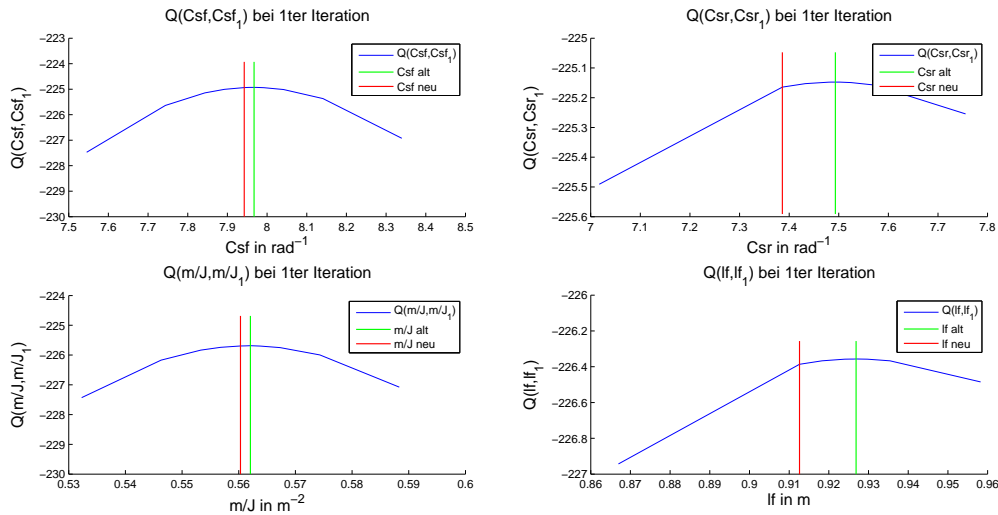 Q(Csf,Csf₁) bei 1ter Iteration
−223
−224
−225
−226
−227
−228
−229
−230
Q(Csf,Csf₁)
7.5
7.6
7.7
7.8
7.9
8
8.1
8.2
8.3
8.4
8.5
Csf in rad⁻¹
Q(Csf,Csf₁)
Csf alt
Csf neu
Q(Csr,Csr₁) bei 1ter Iteration
−225
−225.1
−225.2
−225.3
−225.4
−225.5
−225.6
Q(Csr,Csr₁)
7
7.1
7.2
7.3
7.4
7.5
7.6
7.7
7.8
Csr in rad⁻¹
Q(Csr,Csr₁)
Csr alt
Csr neu
Q(m/J,m/J₁) bei 1ter Iteration
−224
−225
−226
−227
−228
−229
−230
Q(m/J,m/J₁)
0.53
0.54
0.55
0.56
0.57
0.58
0.59
0.6
m/J in m⁻²
Q(m/J,m/J₁)
m/J alt
m/J neu
Q(lf,lf₁) bei 1ter Iteration
−226
−226.2
−226.4
−226.6
−226.8
−227
Q(lf,lf₁)
0.86
0.87
0.88
0.89
0.9
0.91
0.92
0.93
0.94
0.95
0.96
lf in m
Q(lf,lf₁)
lf alt
lf neu